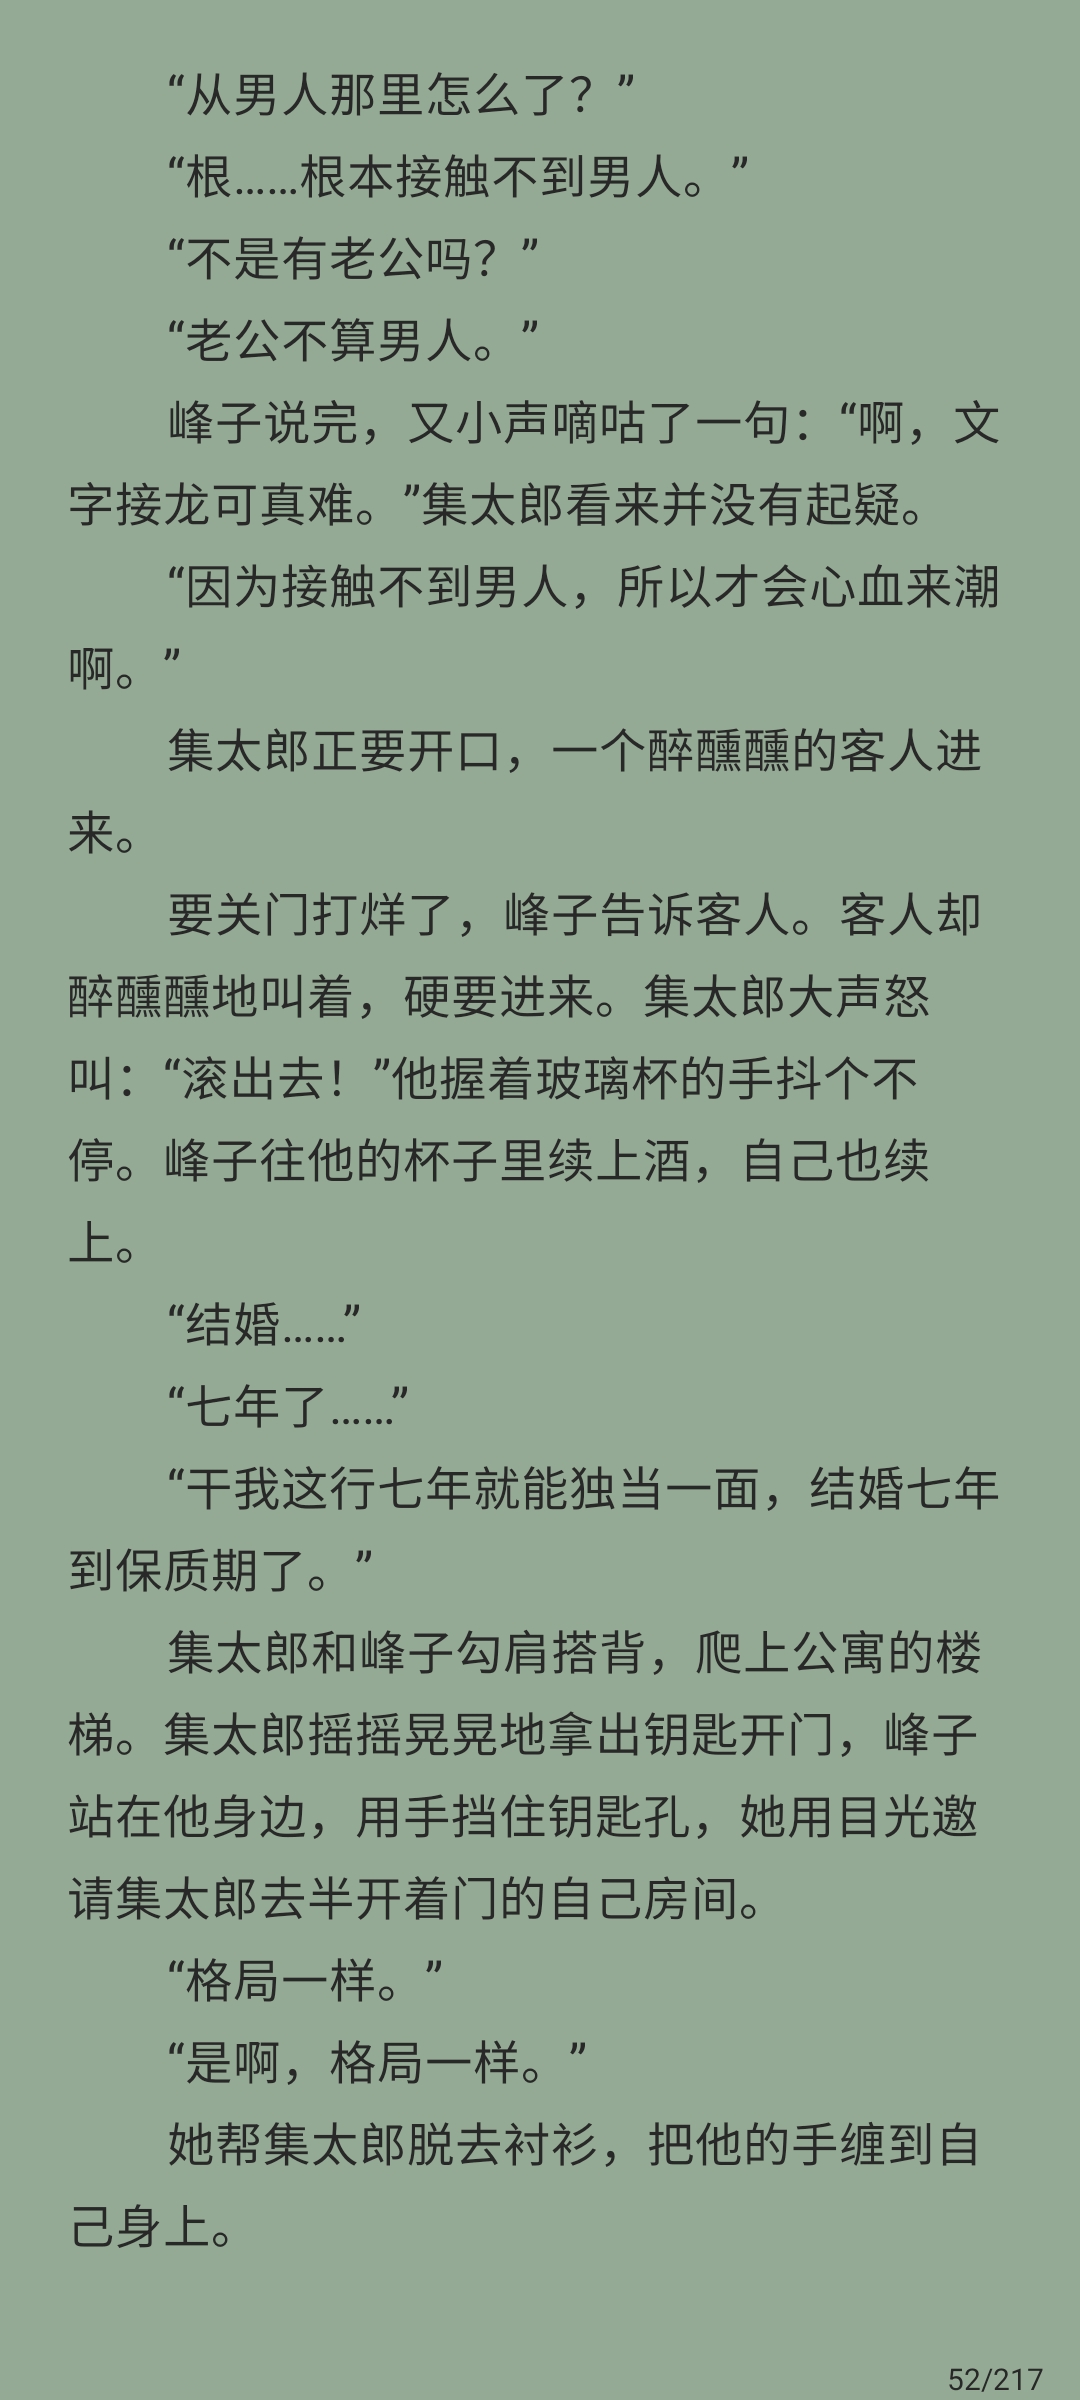 “从男人那里怎么了？”
“根……根本接触不到男人。”
“不是有老公吗？”
“老公不算男人。”
峰子说完，又小声嘀咕了一句：“啊，文
字接龙可真难。”集太郎看来并没有起疑。
“因为接触不到男人，所以才会心血来潮
啊。”
集太郎正要开口，一个醉醺醺的客人进
来。
要关门打烊了，峰子告诉客人。客人却
醉醺醺地叫着，硬要进来。集太郎大声怒
叫：“滚出去！”他握着玻璃杯的手抖个不
停。峰子往他的杯子里续上酒，自己也续
上。
“结婚……”
“七年了……”
“干我这行七年就能独当一面，结婚七年
到保质期了。”
集太郎和峰子勾肩搭背，爬上公寓的楼
梯。集太郎摇摇晃晃地拿出钥匙开门，峰子
站在他身边，用手挡住钥匙孔，她用目光邀
请集太郎去半开着门的自己房间。
“格局一样。”
“是啊，格局一样。”
她帮集太郎脱去衬衫，把他的手缠到自
己身上。
52/217